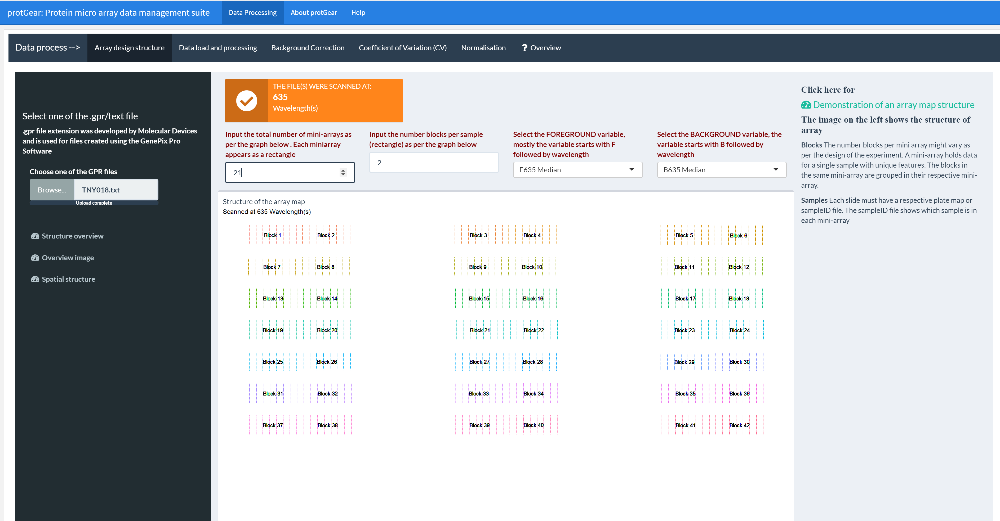 protGear: Protein micro array data management suite
Data Processing
About protGear
Help
Data process -->
Array design structure
Data load and processing
Background Correction
Coefficient of Variation (CV)
Normalisation
? Overview
Select one of the .gpr/text file
.gpr file extension was developed by Molecular Devices
and is used for files created using the GenePix Pro
Software
Choose one of the GPR files
Browse...
TNY018.txt
Upload complete
Structure overview
Overview image
Spatial structure
THE FILE(S) WERE SCANNED AT:
635
Wavelength(s)
Input the total number of mini-arrays as
per the graph below . Each miniarray
appears as a rectangle
21
Input the number blocks per sample
(rectangle) as per the graph below
2
Select the FOREGROUND variable,
mostly the variable starts with F
followed by wavelength
F635 Median
Select the BACKGROUND variable, the
variable starts with B followed by
wavelength
B635 Median
Structure of the array map
Scanned at 635 Wavelength(s)
Block 1 Block 2 Block 3 Block 4 Block 5 Block 6
Block 7 Block 8 Block 9 Block 10 Block 11 Block 12
Block 13 Block 14 Block 15 Block 16 Block 17 Block 18
Block 19 Block 20 Block 21 Block 22 Block 23 Block 24
Block 25 Block 26 Block 27 Block 28 Block 29 Block 30
Block 31 Block 32 Block 33 Block 34 Block 35 Block 36
Block 37 Block 38 Block 39 Block 40 Block 41 Block 42
Click here for
Demonstration of an array map structure
The image on the left shows the structure of
array
Blocks The number blocks per mini array might vary as
per the design of the experiment. A mini-array holds data
for a single sample with unique features. The blocks in
the same mini-array are grouped in their respective mini-
array.
Samples Each slide must have a respective plate map or
sampleID file. The sampleID file shows which sample is in
each mini-array